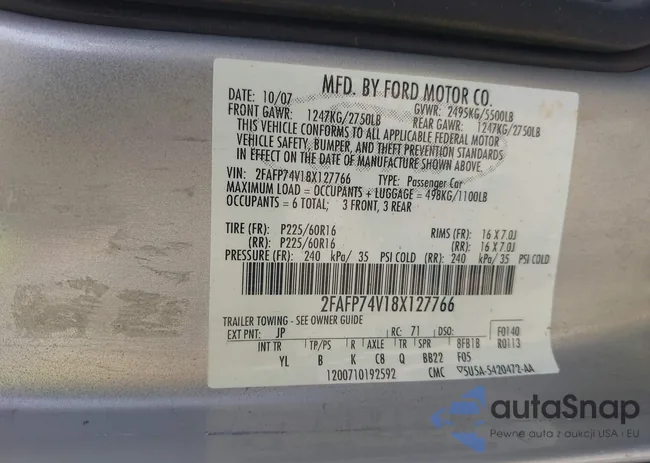 MFD. BY FORD MOTOR CO.
DATE: 10/07 GVWR: 2495KG/5500LB
FRONT GAWR: 1247KG/2750LB REAR GAWR: 1247KG/2750LB
THIS VEHICLE CONFORMS TO ALL APPLICABLE FEDERAL MOTOR
VEHICLE SAFETY, BUMPER, AND THEFT PREVENTION STANDARDS
IN EFFECT ON THE DATE OF MANUFACTURE SHOWN ABOVE.
VIN: 2FAFP74V18X127766 TYPE: Passenger Car
MAXIMUM LOAD = OCCUPANTS + LUGGAGE = 498KG/1100LB
OCCUPANTS = 6 TOTAL; 3 FRONT, 3 REAR
TIRE (FR): P225/60R16 RIMS (FR): 16 X 7.0J
(RR): P225/60R16 (RR): 16 X 7.0J
PRESSURE (FR): 240 kPa/ 35 PSI COLD (RR): 240 kPa/ 35 PSI COLD
2FAFP74V18X127766
TRAILER TOWING - SEE OWNER GUIDE
EXT PNT: JP RC: 71 DSO: F0140
INT TR TP/PS R AXLE TR SPR 8FB1B R0113
YL B K C8 Q BB22 F05
1200710192592 CMC ▽5U5A-5420472-AA
autoSnap
Pewne auta z aukcji USA i EU